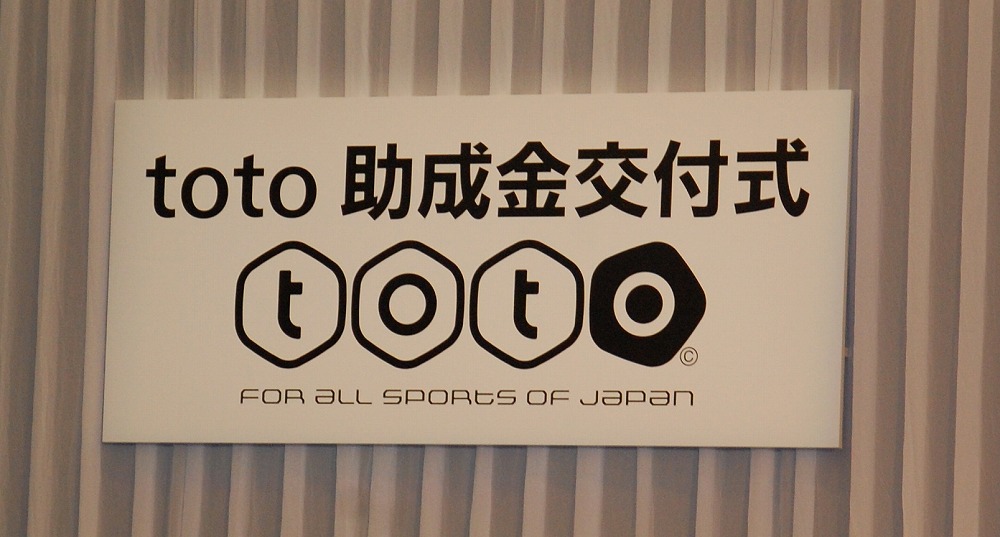 toto 助成金交付式
toto ©
FOR ALL SPORTS OF JAPAN